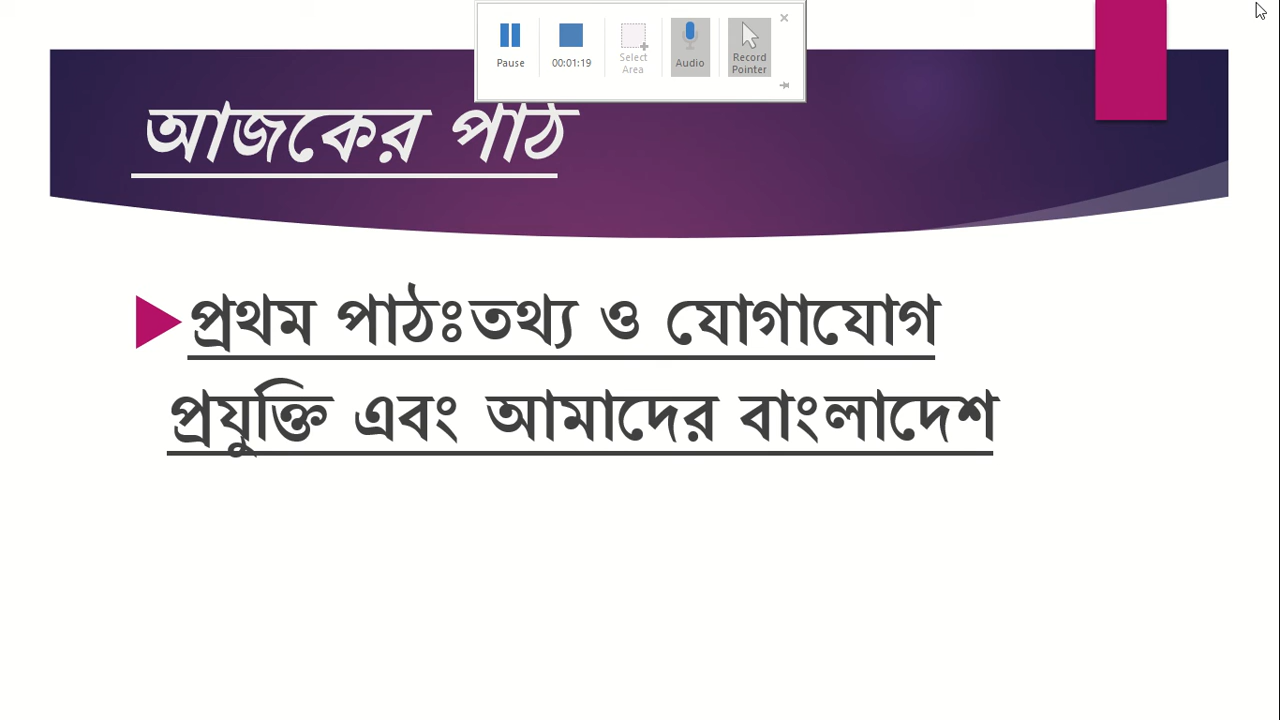 Pause
00:01:19
Select
Area
Audio
Record
Pointer
আজকের পাঠ
প্রথম পাঠঃতথ্য ও যোগাযোগ
প্রযুক্তি এবং আমাদের বাংলাদেশ